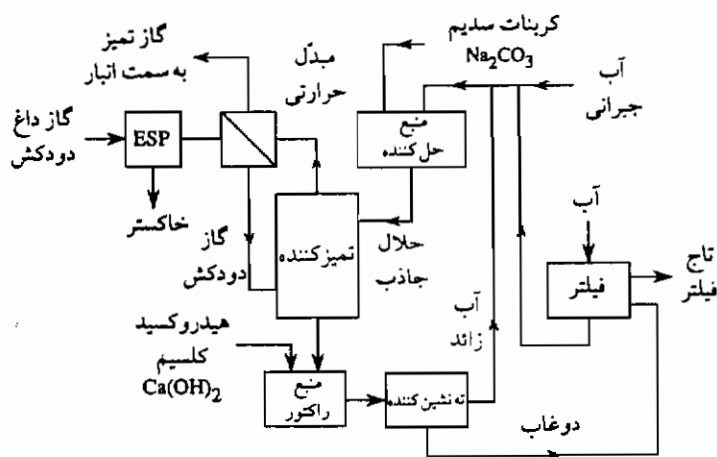 گاز تمیز
به سمت انبار
مبدّل
حرارتی
کربنات سدیم
Na₂CO₃
آب
جبرانی
گاز داغ
دودکش
ESP
خاکستر
منبع
حل کننده
گاز
دودکش
تمیزکننده
حلال
جاذب
آب
فیلتر
تاج
فیلتر
آب
زائد
هیدروکسید
کلسیم
Ca(OH)₂
منبع
راکتور
ته نشین کننده
دوغاب